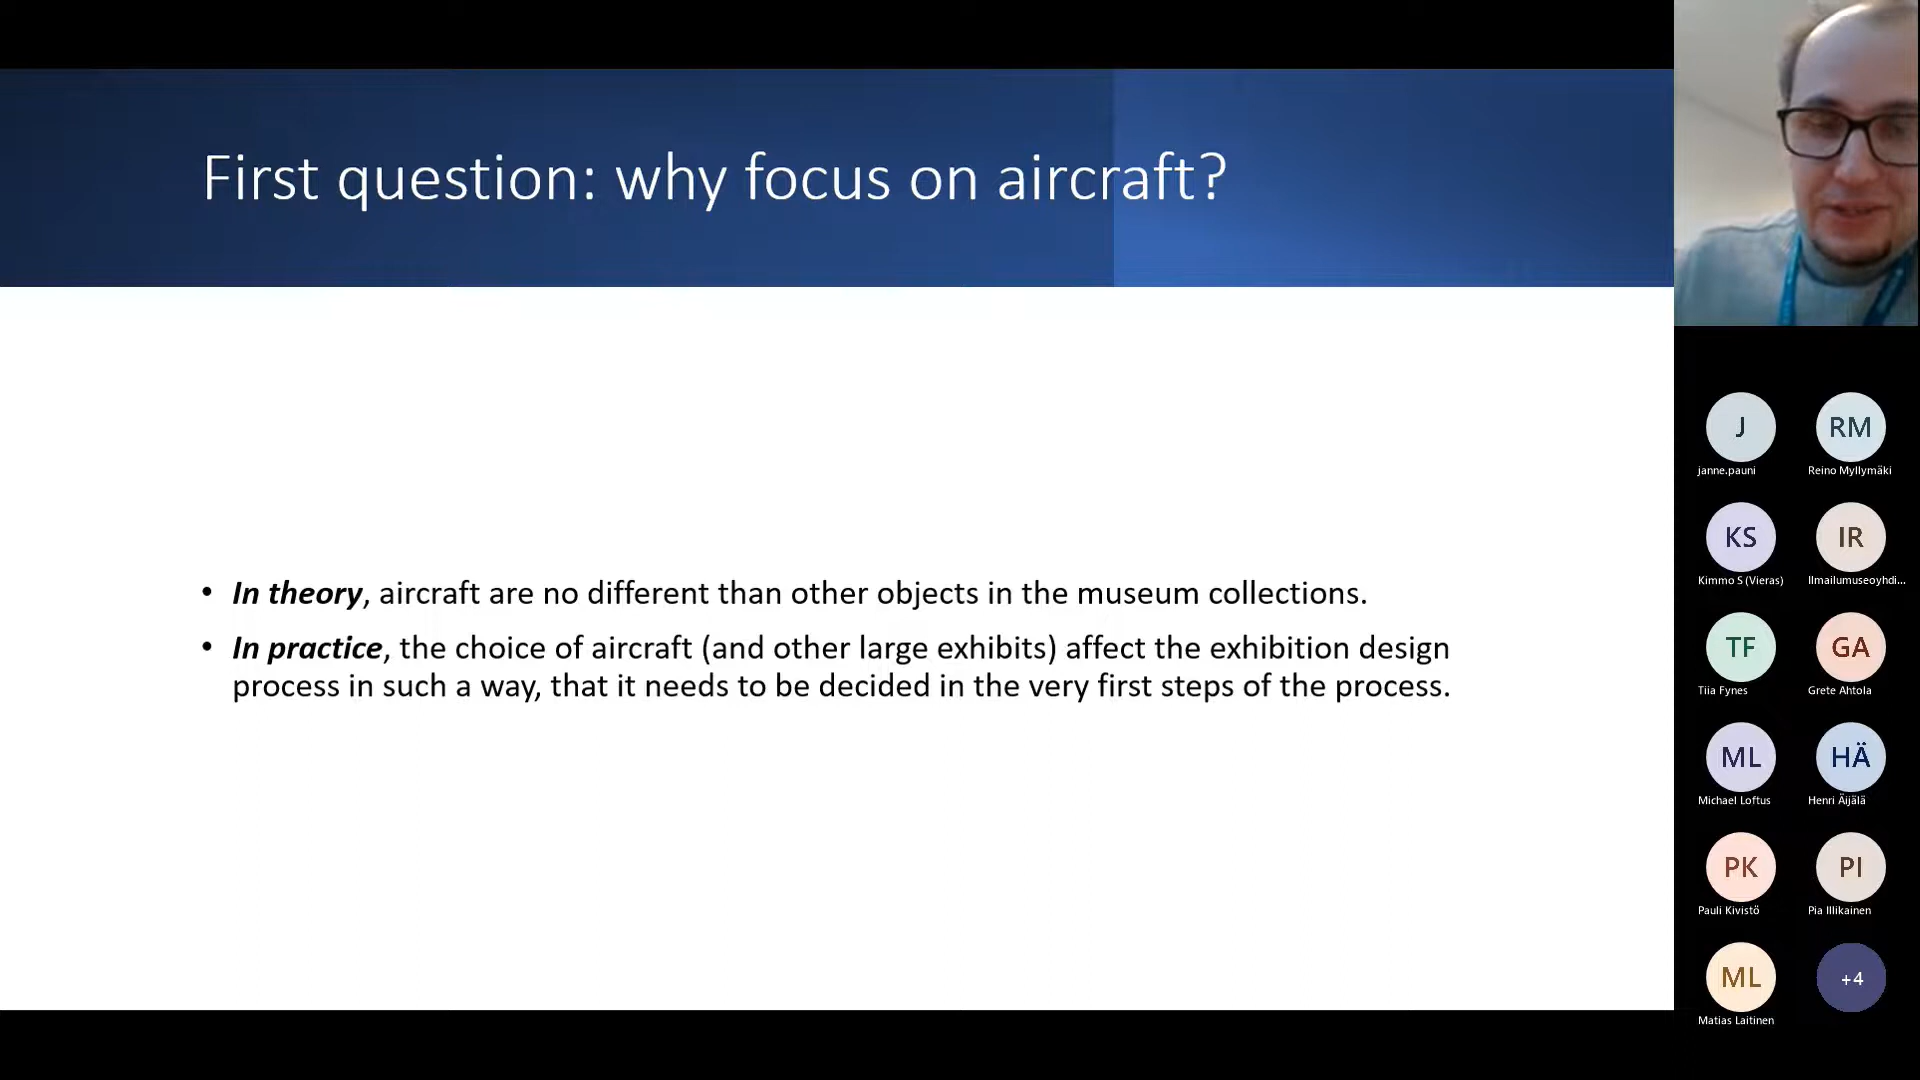 First question: why focus on aircraft?
• In theory, aircraft are no different than other objects in the museum collections.
• In practice, the choice of aircraft (and other large exhibits) affect the exhibition design
process in such a way, that it needs to be decided in the very first steps of the process.
J RM
janne.pauni Reino Myllymäki
KS IR
Kimmo S (Vieras) Ilmailumuseoyhdi...
TF GA
Tiia Fynes Grete Ahtola
ML HÄ
Michael Loftus Henri Äijälä
PK PI
Pauli Kivistö Pia Illikainen
ML +4
Matias Laitinen